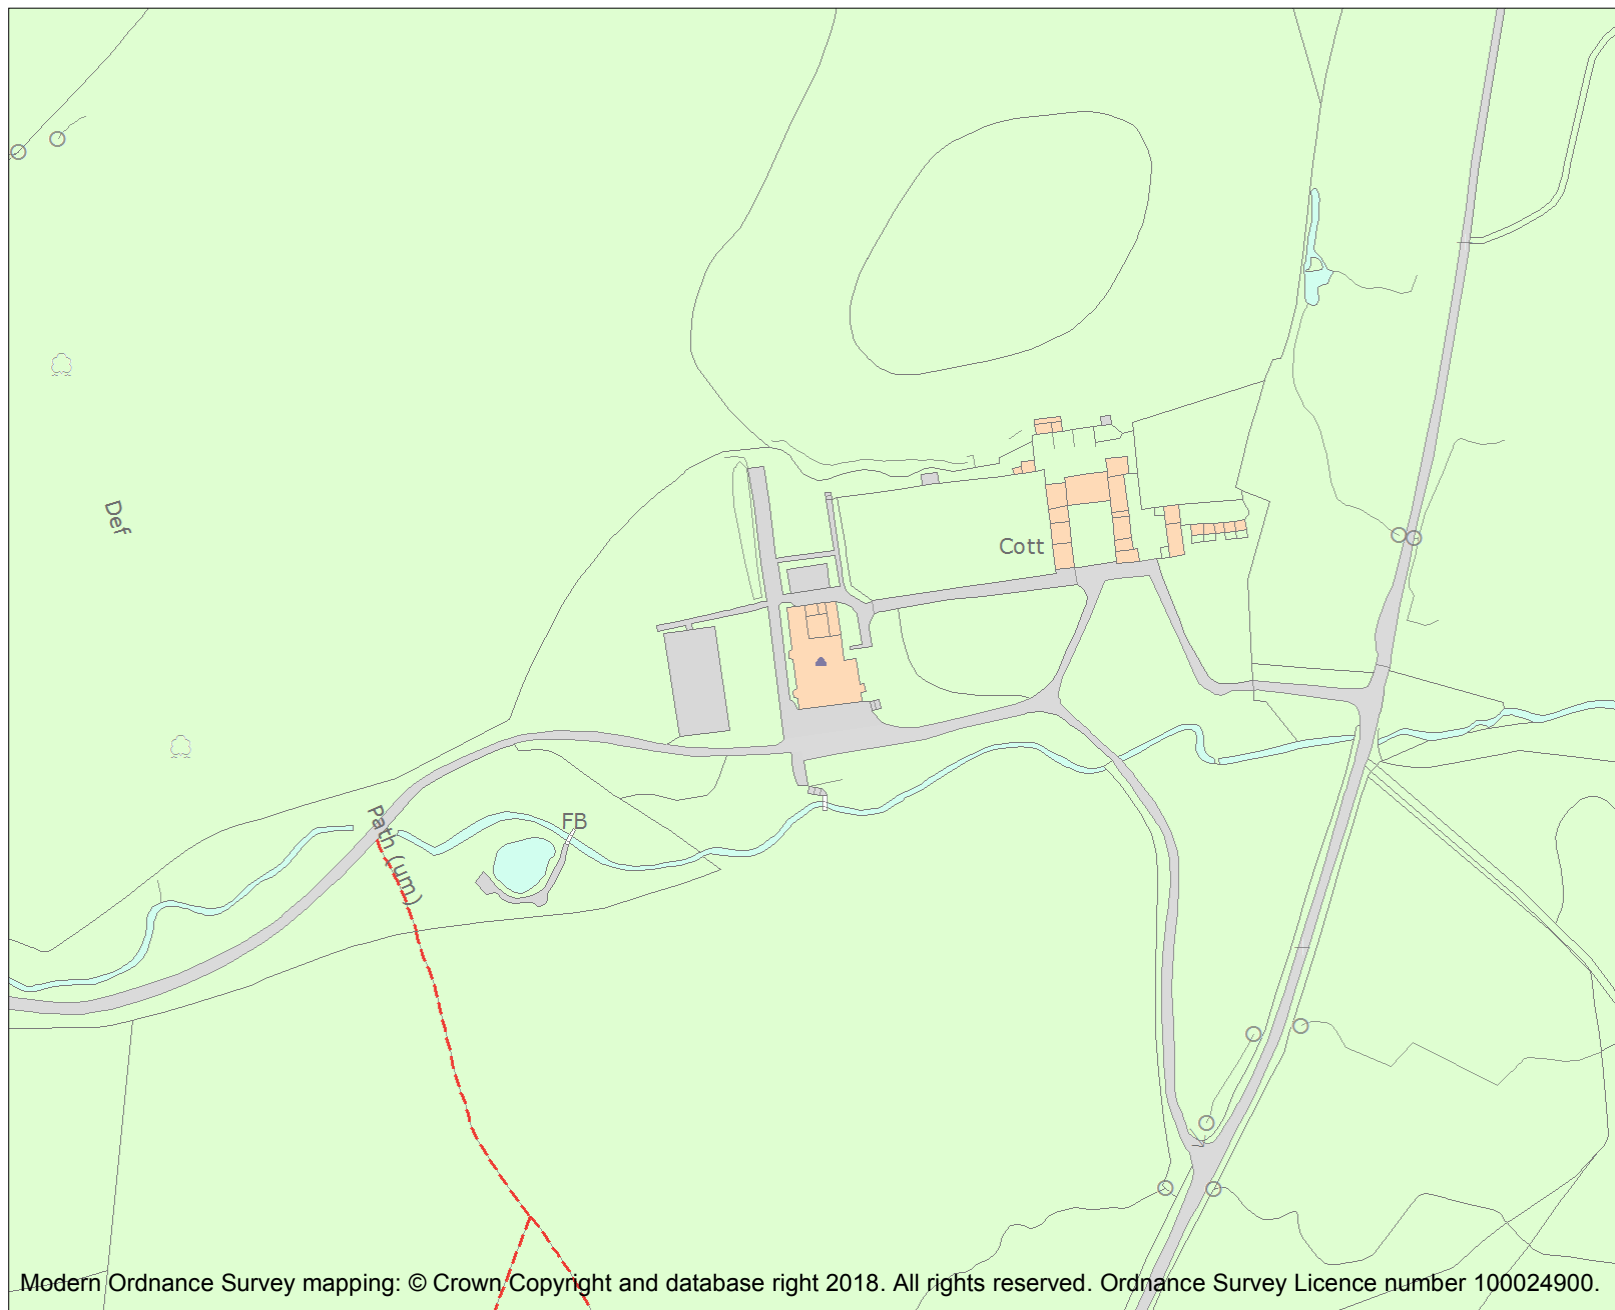 Def
Cott
FB
Path (um)
Modern Ordnance Survey mapping: © Crown Copyright and database right 2018. All rights reserved. Ordnance Survey Licence number 100024900.